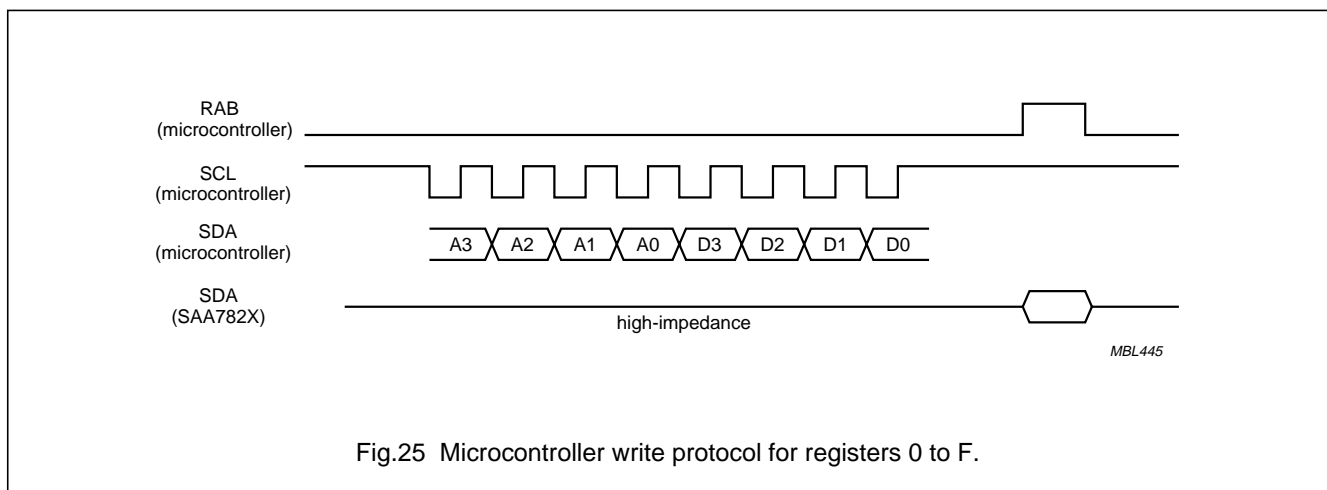 RAB
(microcontroller)
SCL
(microcontroller)
SDA
(microcontroller)
A3 A2 A1 A0 D3 D2 D1 D0
SDA
(SAA782X)
high-impedance
MBL445
Fig.25 Microcontroller write protocol for registers 0 to F.